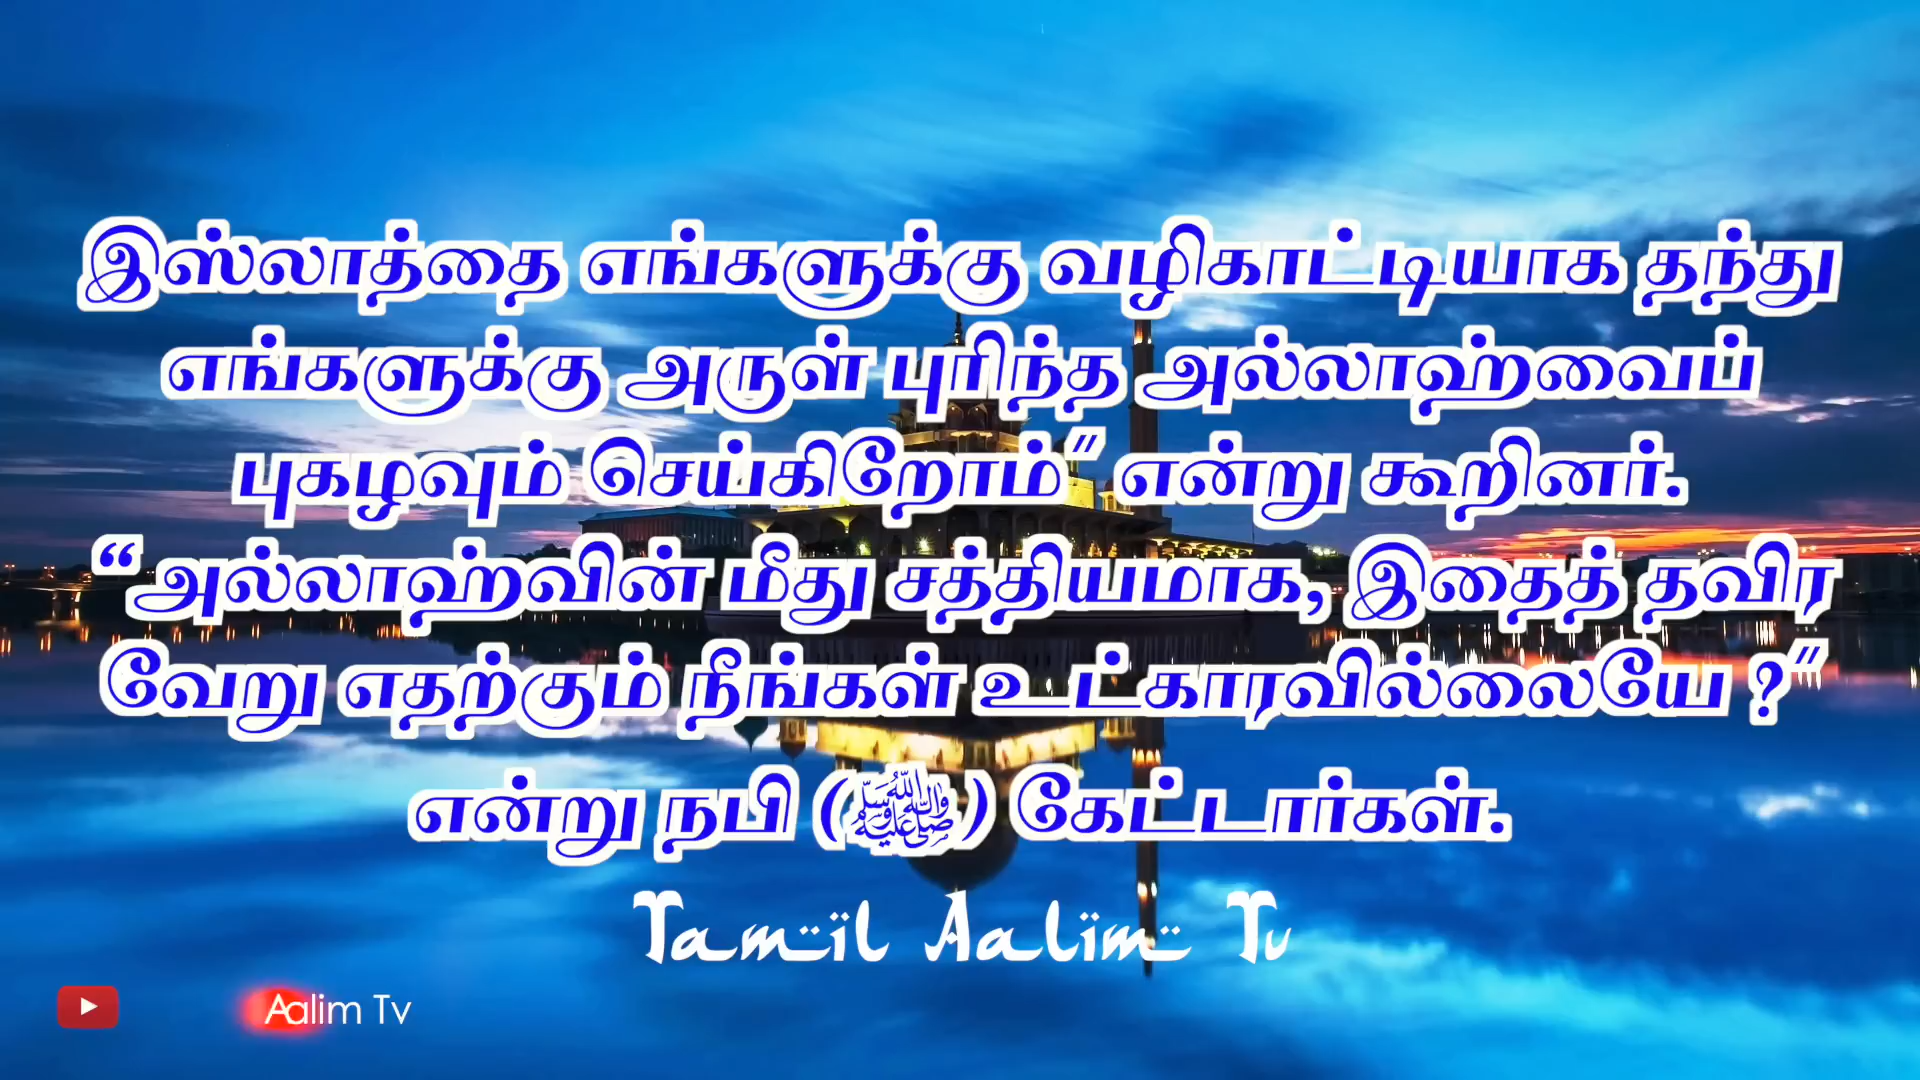 இஸ்லாத்தை எங்களுக்கு வழிகாட்டியாக தந்து
எங்களுக்கு அருள் புரிந்த அல்லாஹ்வைப்
புகழவும் செய்கிறோம்” என்று கூறினர்.
“அல்லாஹ்வின் மீது சத்தியமாக, இதைத் தவிர
வேறு எதற்கும் நீங்கள் உட்காரவில்லையே ?”
என்று நபி (ﷺ) கேட்டார்கள்.
Tamil Aalim Tv
Aalim Tv